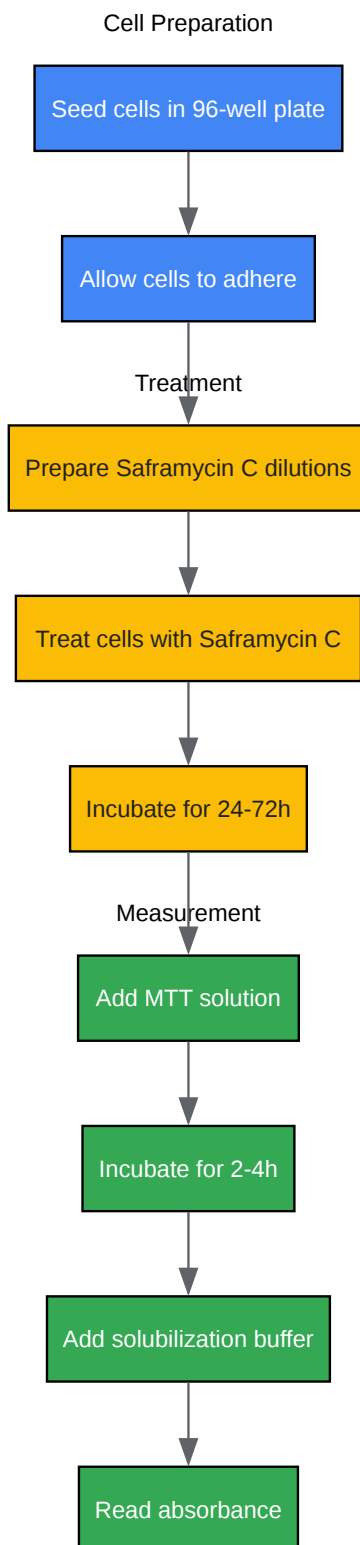 Cell Preparation
Seed cells in 96-well plate
Allow cells to adhere
Treatment
Prepare Saframycin C dilutions
Treat cells with Saframycin C
Incubate for 24-72h
Measurement
Add MTT solution
Incubate for 2-4h
Add solubilization buffer
Read absorbance